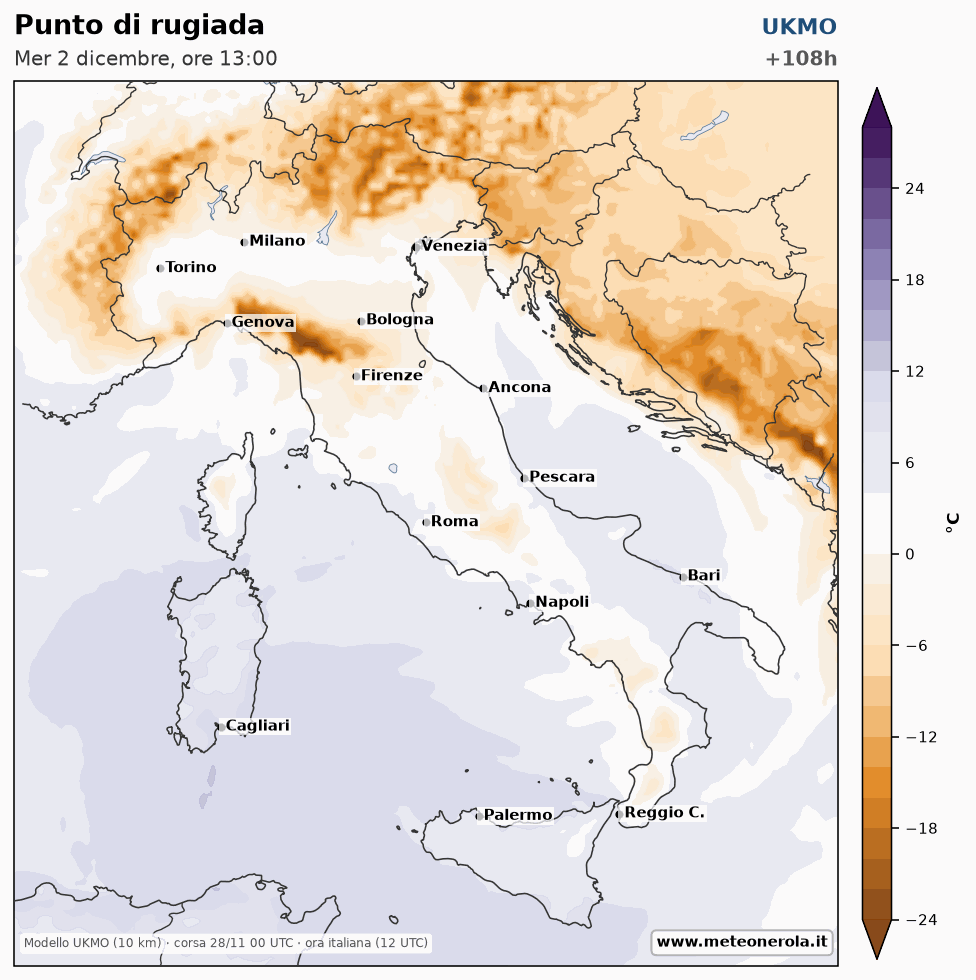 Punto di rugiada
UKMO
Mer 2 dicembre, ore 13:00
+108h
Milano
Venezia
Torino
Genova
Bologna
Firenze
Ancona
Pescara
Roma
Bari
Napoli
Cagliari
Palermo
Reggio C.
24
18
12
6
0
−6
−12
−18
−24
°C
Modello UKMO (10 km) · corsa 28/11 00 UTC · ora italiana (12 UTC)
www.meteonerola.it